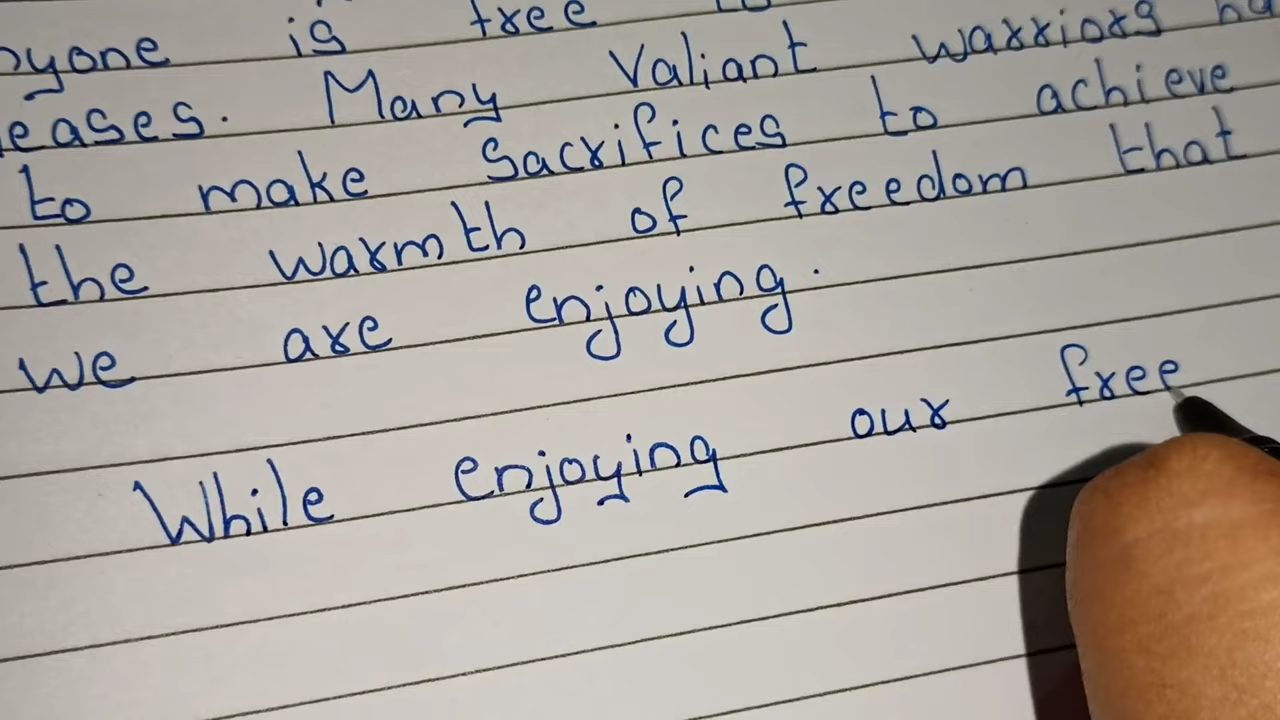 is free
eases. Many Valiant warriors
to make Sacrifices to achieve
the warmth of freedom that
we are enjoying.
While enjoying our free